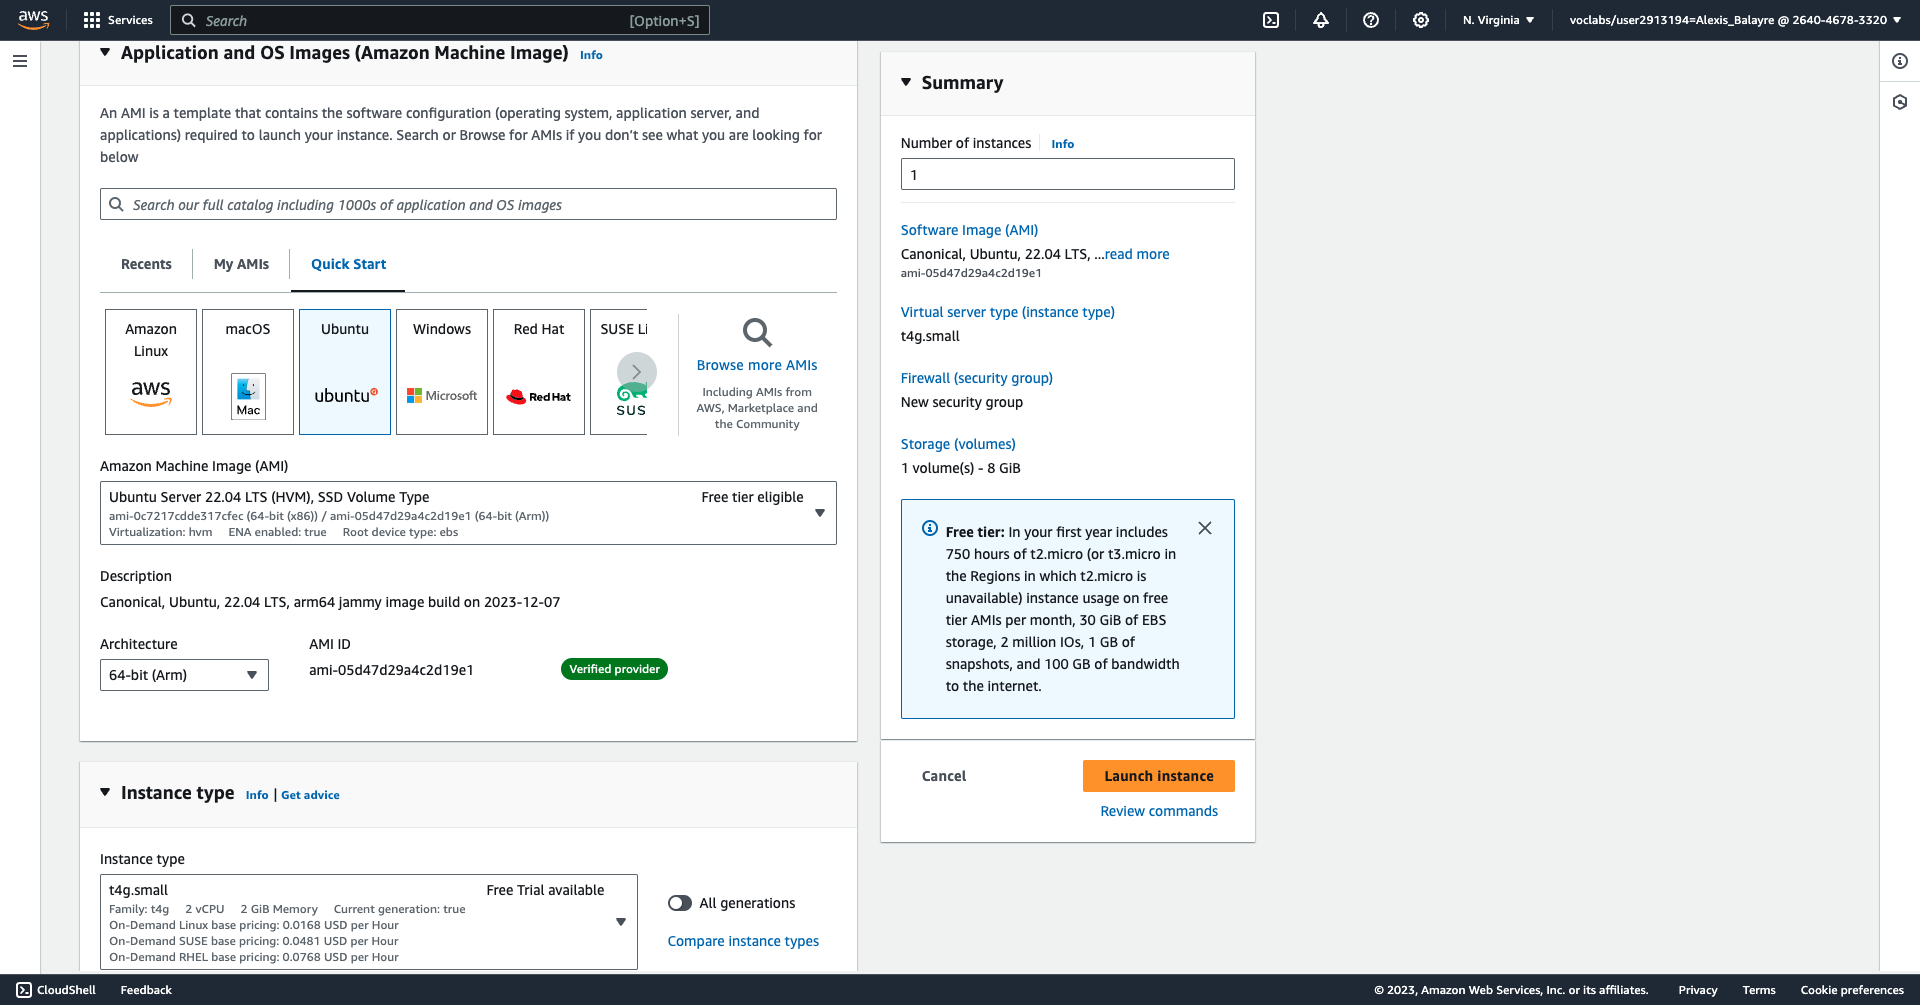 aws
Services
Search
[Option+S]
N. Virginia
voclabs/user2913194=Alexis_Balayre @ 2640-4678-3320
Application and OS Images (Amazon Machine Image)
Info
An AMI is a template that contains the software configuration (operating system, application server, and
applications) required to launch your instance. Search or Browse for AMIs if you don’t see what you are looking for
below
Search our full catalog including 1000s of application and OS images
Recents
My AMIs
Quick Start
Amazon
Linux
aws
macOS
Mac
Ubuntu
ubuntu
Windows
Microsoft
Red Hat
Red Hat
SUSE Li
SUS
Browse more AMIs
Including AMIs from
AWS, Marketplace and
the Community
Amazon Machine Image (AMI)
Ubuntu Server 22.04 LTS (HVM), SSD Volume Type
Free tier eligible
ami-0c7217cdde317cfec (64-bit (x86)) / ami-05d47d29a4c2d19e1 (64-bit (Arm))
Virtualization: hvm ENA enabled: true Root device type: ebs
Description
Canonical, Ubuntu, 22.04 LTS, arm64 jammy image build on 2023-12-07
Architecture
64-bit (Arm)
AMI ID
ami-05d47d29a4c2d19e1
Verified provider
Instance type
Info | Get advice
Instance type
t4g.small
Free Trial available
Family: t4g 2 vCPU 2 GiB Memory Current generation: true
On-Demand Linux base pricing: 0.0168 USD per Hour
On-Demand SUSE base pricing: 0.0481 USD per Hour
On-Demand RHEL base pricing: 0.0768 USD per Hour
All generations
Compare instance types
Summary
Number of instances
Info
1
Software Image (AMI)
Canonical, Ubuntu, 22.04 LTS, ...read more
ami-05d47d29a4c2d19e1
Virtual server type (instance type)
t4g.small
Firewall (security group)
New security group
Storage (volumes)
1 volume(s) - 8 GiB
Free tier: In your first year includes
750 hours of t2.micro (or t3.micro in
the Regions in which t2.micro is
unavailable) instance usage on free
tier AMIs per month, 30 GiB of EBS
storage, 2 million IOs, 1 GB of
snapshots, and 100 GB of bandwidth
to the internet.
Cancel
Launch instance
Review commands
CloudShell
Feedback
© 2023, Amazon Web Services, Inc. or its affiliates.
Privacy
Terms
Cookie preferences